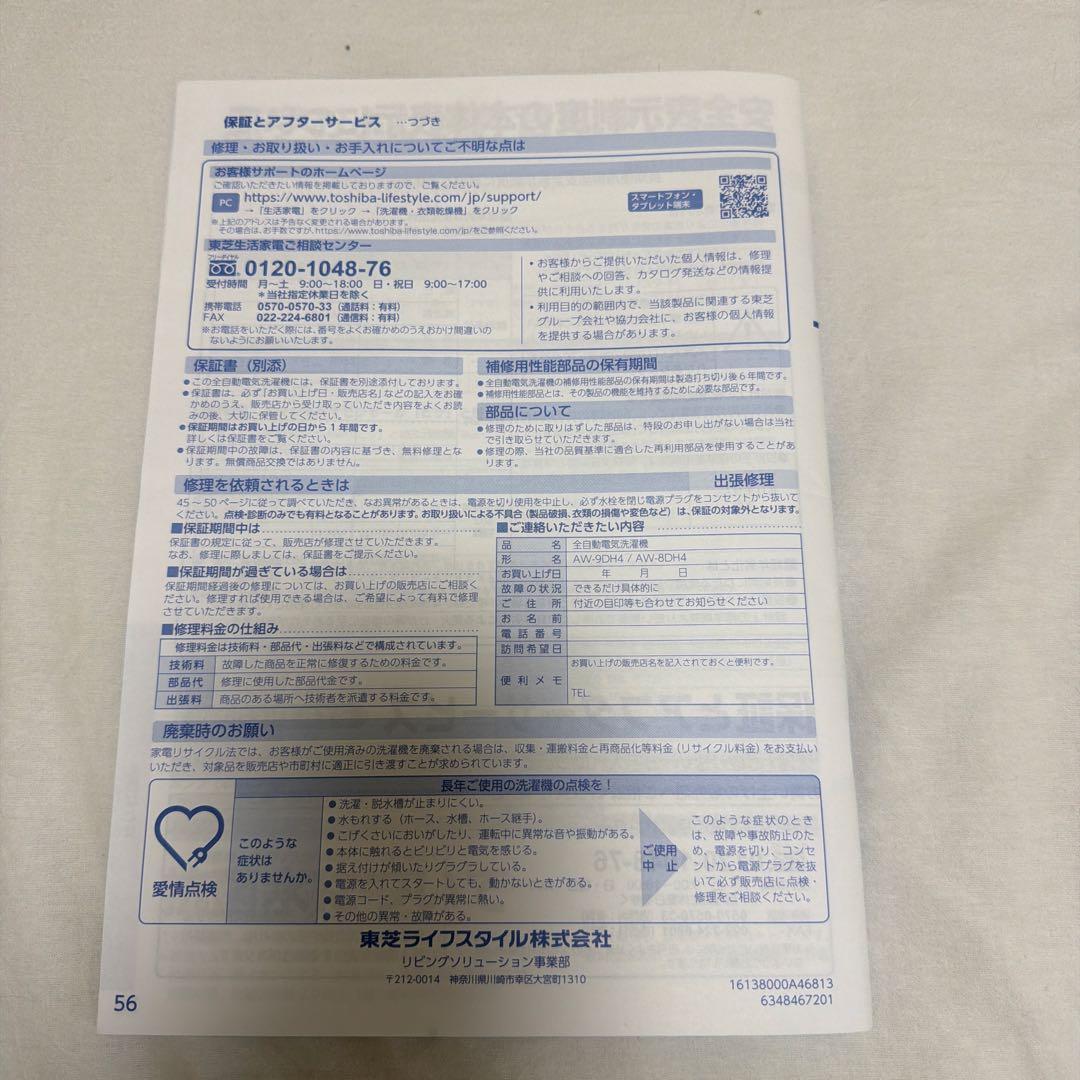 保証とアフターサービス …つづき
修理・お取り扱い・お手入れについてご不明な点は
お客様サポートのホームページ
ご確認いただきたい情報を掲載しておりますので、ご覧ください。
PC https://www.toshiba-lifestyle.com/jp/support/
→「生活家電」をクリック →「洗濯機・衣類乾燥機」をクリック
※上記のアドレスは予告なく変更される場合があります。
その場合は、お手数ですが、https://www.toshiba-lifestyle.com/jp/をご参照ください。
スマートフォン・
タブレット端末
東芝生活家電ご相談センター
フリーダイヤル
0120-1048-76
受付時間 月〜土 9:00〜18:00 日・祝日 9:00〜17:00
＊当社指定休業日を除く
携帯電話 0570-0570-33（通話料：有料）
FAX 022-224-6801（通信料：有料）
※お電話をいただく際には、番号をよくお確かめのうえおかけ間違いの
ないようにお願いいたします。
・お客様からご提供いただいた個人情報は、修理
やご相談への回答、カタログ発送などの情報提
供に利用いたします。
・利用目的の範囲内で、当該製品に関連する東芝
グループ会社や協力会社に、お客様の個人情報
を提供する場合があります。
保証書（別添）
●この全自動電気洗濯機には、保証書を別途添付しております。
●保証書は、必ず「お買い上げ日・販売店名」などの記入をお確
かめのうえ、販売店から受け取っていただき内容をよくお読
みの後、大切に保管してください。
●保証期間はお買い上げの日から1年間です。
詳しくは保証書をご覧ください。
●保証期間中の故障は、保証書の内容に基づき、無料修理とな
ります。無償商品交換ではありません。
補修用性能部品の保有期間
●全自動電気洗濯機の補修用性能部品の保有期間は製造打ち切り後6年間です。
●補修用性能部品とは、その製品の機能を維持するために必要な部品です。
部品について
●修理のために取りはずした部品は、特段のお申し出がない場合は当社
で引き取らせていただきます。
●修理の際、当社の品質基準に適合した再利用部品を使用することがあ
ります。
修理を依頼されるときは 出張修理
45〜50ページに従って調べていただき、なお異常があるときは、電源を切り使用を中止し、必ず水栓を閉じ電源プラグをコンセントから抜いて
ください。点検・診断のみでも有料となることがあります。お取り扱いによる不具合（製品破損、衣類の損傷や変色など）は、保証の対象外となります。
■保証期間中は
保証書の規定に従って、販売店が修理させていただきます。
なお、修理に際しましては、保証書をご提示ください。
■保証期間が過ぎている場合は
保証期間経過後の修理については、お買い上げの販売店にご相談く
ださい。修理すれば使用できる場合は、ご希望によって有料で修理
させていただきます。
■修理料金の仕組み
修理料金は技術料・部品代・出張料などで構成されています。
技術料 故障した商品を正常に修復するための料金です。
部品代 修理に使用した部品代金です。
出張料 商品のある場所へ技術者を派遣する料金です。
■ご連絡いただきたい内容
品名 全自動電気洗濯機
形名 AW-9DH4 / AW-8DH4
お買い上げ日 年 月 日
故障の状況 できるだけ具体的に
ご住所 付近の目印等も合わせてお知らせください
お名前
電話番号
訪問希望日
便利メモ お買い上げの販売店名を記入されておくと便利です。
TEL.
廃棄時のお願い
家電リサイクル法では、お客様がご使用済みの洗濯機を廃棄される場合は、収集・運搬料金と再商品化等料金（リサイクル料金）をお支払い
いただき、対象品を販売店や市町村に適正に引き渡すことが求められています。
長年ご使用の洗濯機の点検を！
愛情点検
このような
症状は
ありませんか。
●洗濯・脱水槽が止まりにくい。
●水もれする（ホース、水槽、ホース継手）。
●こげくさいにおいがしたり、運転中に異常な音や振動がある。
●本体に触れるとピリピリと電気を感じる。
●据え付けが傾いたりグラグラしている。
●電源を入れてスタートしても、動かないときがある。
●電源コード、プラグが異常に熱い。
●その他の異常・故障がある。
ご使用
中止
このような症状のとき
は、故障や事故防止のた
め、電源を切り、コンセ
ントから電源プラグを抜
いて必ず販売店に点検・
修理をご相談ください。
東芝ライフスタイル株式会社
リビングソリューション事業部
〒212-0014 神奈川県川崎市幸区大宮町1310
16138000A46813
6348467201
56